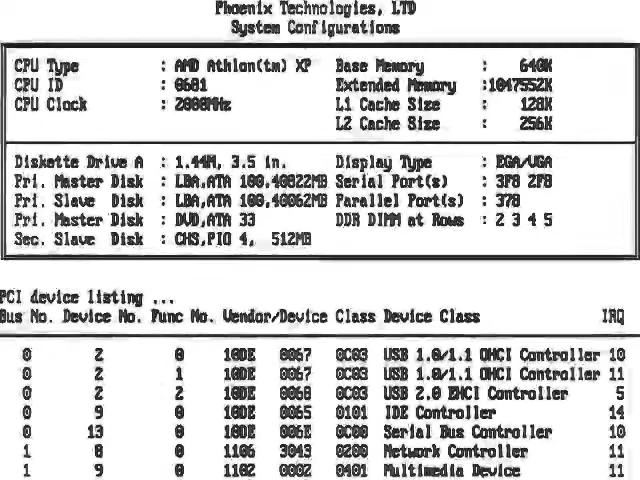 Phoenix Technologies, LTD
System Configurations
CPU Type : AMD Athlon(tm) XP Base Memory : 640K
CPU ID : 0681 Extended Memory :1047552K
CPU Clock : 2000MHz L1 Cache Size : 128K
L2 Cache Size : 256K
Diskette Drive A : 1.44M, 3.5 in. Display Type : EGA/VGA
Pri. Master Disk : LBA,ATA 100,40822MB Serial Port(s) : 3F8 2F8
Pri. Slave Disk : LBA,ATA 100,40062MB Parallel Port(s) : 378
Pri. Master Disk : DVD,ATA 33 DDR DIMM at Rows : 2 3 4 5
Sec. Slave Disk : CHS,PIO 4, 512MB
PCI device listing ...
Bus No. Device No. Func No. Vendor/Device Class Device Class IRQ
0 2 0 10DE 0067 0C03 USB 1.0/1.1 OHCI Controller 10
0 2 1 10DE 0067 0C03 USB 1.0/1.1 OHCI Controller 11
0 2 2 10DE 0068 0C03 USB 2.0 EHCI Controller 5
0 9 0 10DE 0065 0101 IDE Controller 14
0 13 0 10DE 006E 0C00 Serial Bus Controller 10
1 8 0 1106 3043 0200 Network Controller 11
1 9 0 1102 0002 0401 Multimedia Device 11